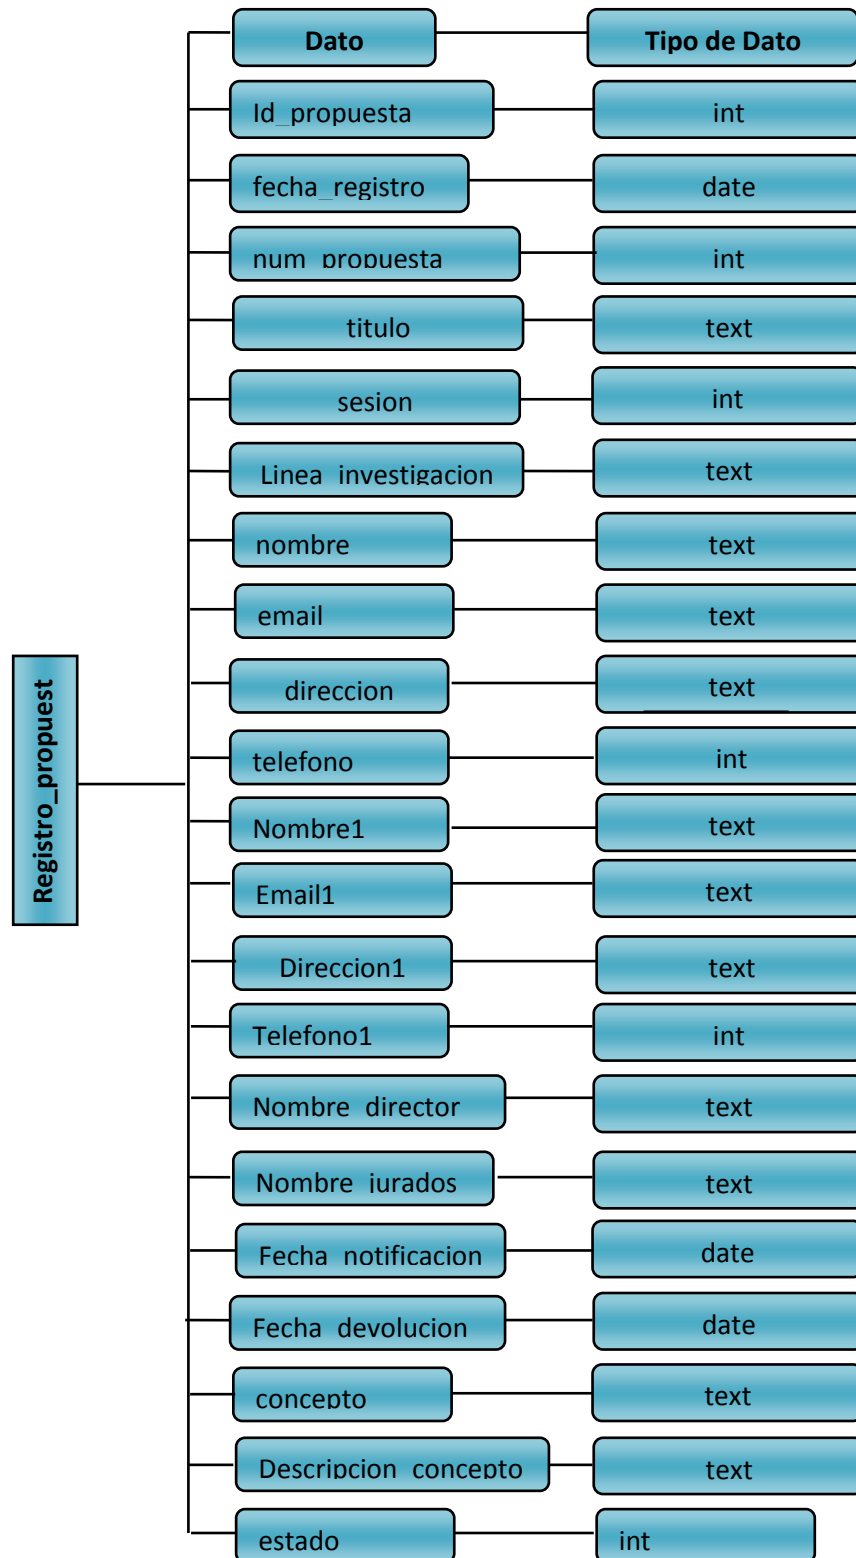 Dato Tipo de Dato
Id_propuesta int
fecha_registro date
num_propuesta int
titulo text
sesion int
Linea_investigacion text
nombre text
email text
direccion text
Registro_propuest
telefono int
Nombre1 text
Email1 text
Direccion1 text
Telefono1 int
Nombre_director text
Nombre_jurados text
Fecha_notificacion date
Fecha_devolucion date
concepto text
Descripcion_concepto text
estado int